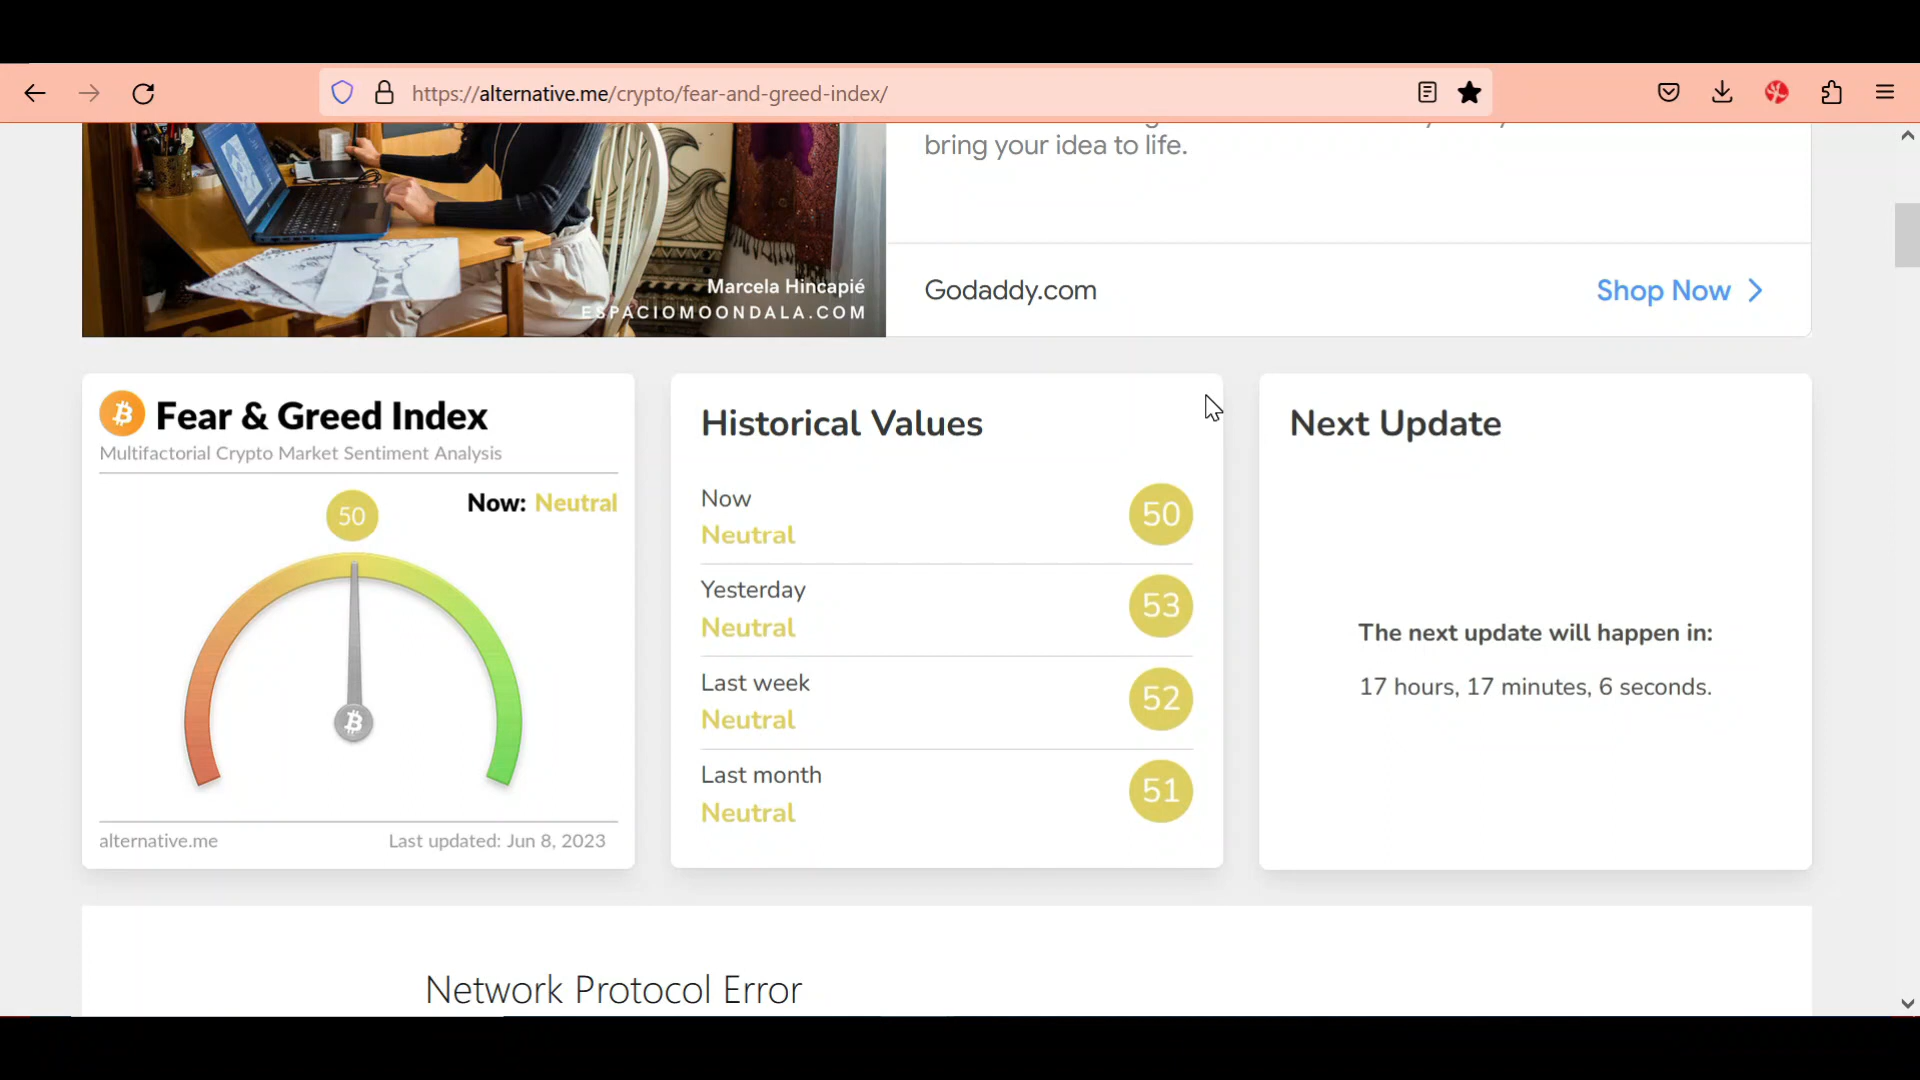 https://alternative.me/crypto/fear-and-greed-index/
bring your idea to life.
Marcela Hincapié
ESPACIOMOONDALA.COM
Godaddy.com
Shop Now
Fear & Greed Index
Multifactorial Crypto Market Sentiment Analysis
Now: Neutral
50
alternative.me
Last updated: Jun 8, 2023
Historical Values
Now
Neutral
50
Yesterday
Neutral
53
Last week
Neutral
52
Last month
Neutral
51
Next Update
The next update will happen in:
17 hours, 17 minutes, 6 seconds.
Network Protocol Error